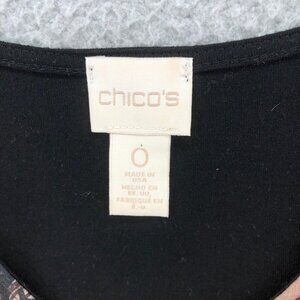 chico's
0
MADE IN
USA
HECHO EN
EE.UU.
FABRIQUÉ EN
É.-U.